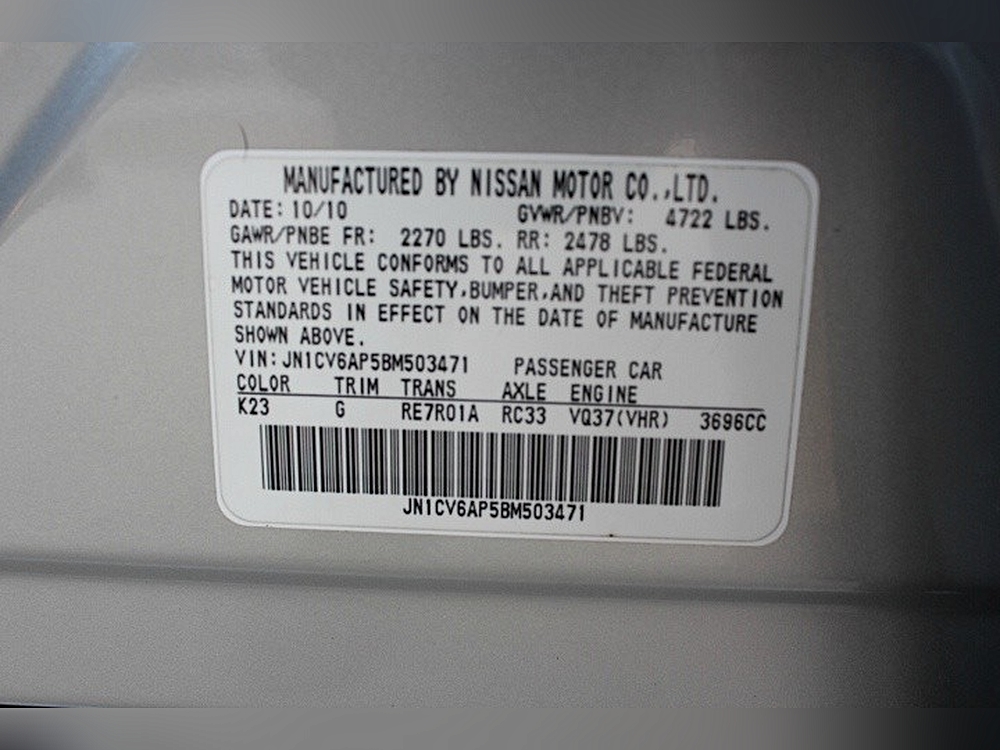 MANUFACTURED BY NISSAN MOTOR CO.,LTD.
DATE: 10/10 GVWR/PNBV: 4722 LBS.
GAWR/PNBE FR: 2270 LBS. RR: 2478 LBS.
THIS VEHICLE CONFORMS TO ALL APPLICABLE FEDERAL
MOTOR VEHICLE SAFETY,BUMPER,AND THEFT PREVENTION
STANDARDS IN EFFECT ON THE DATE OF MANUFACTURE
SHOWN ABOVE.
VIN: JN1CV6AP5BM503471 PASSENGER CAR
COLOR TRIM TRANS AXLE ENGINE
K23 G RE7R01A RC33 VQ37(VHR) 3696CC
JN1CV6AP5BM503471